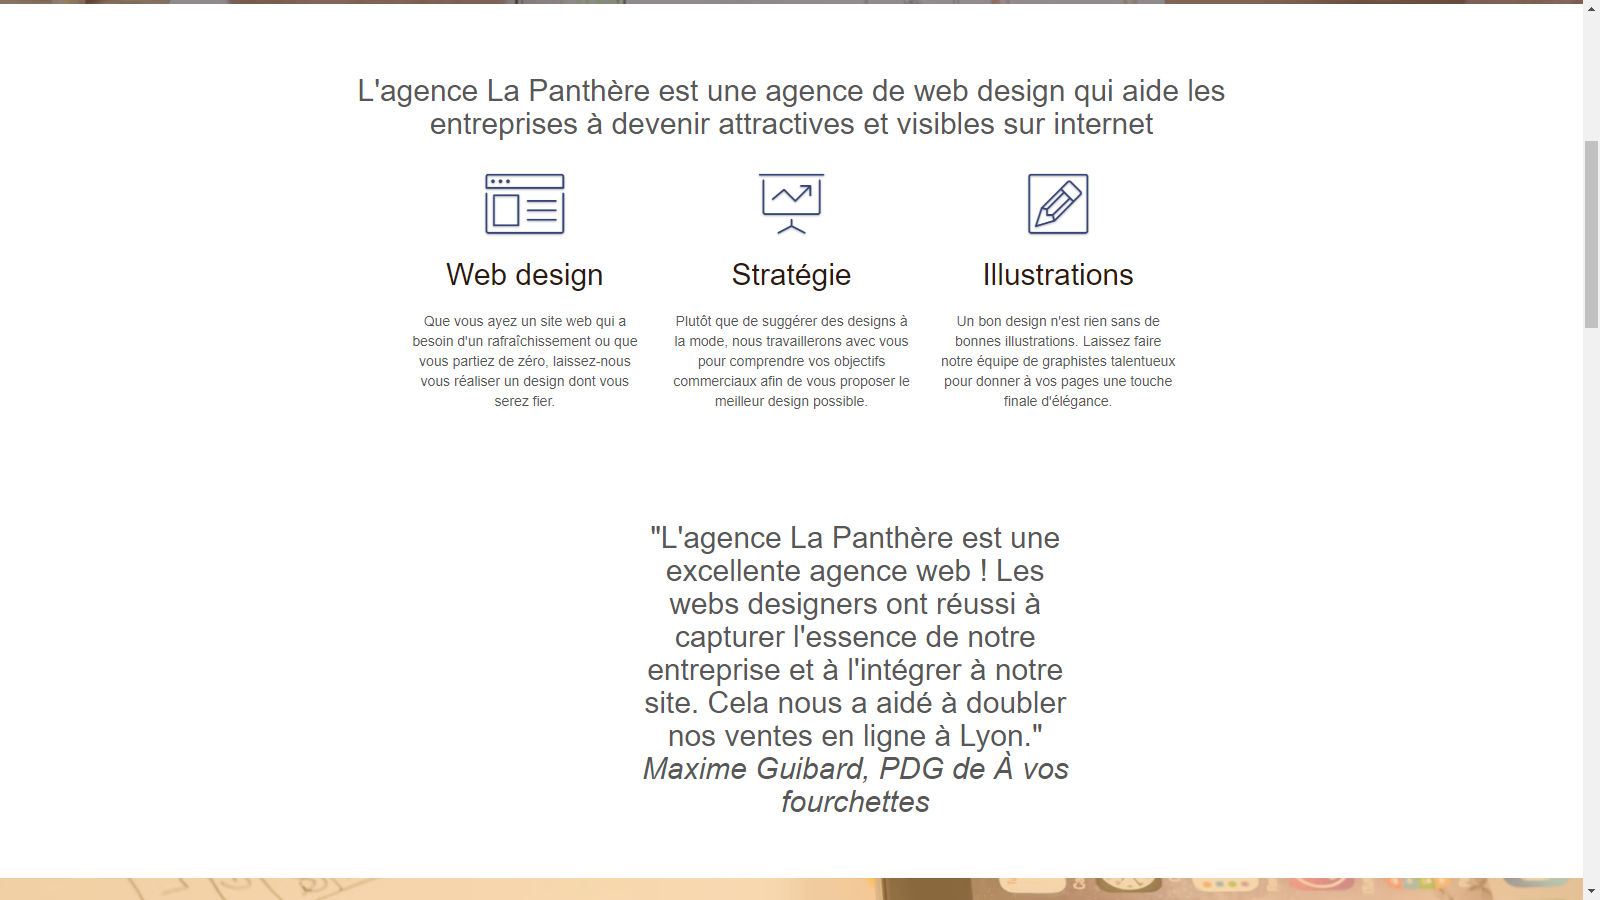 L'agence La Panthère est une agence de web design qui aide les
entreprises à devenir attractives et visibles sur internet
Web design
Que vous ayez un site web qui a
besoin d'un rafraîchissement ou que
vous partiez de zéro, laissez-nous
vous réaliser un design dont vous
serez fier.
Stratégie
Plutôt que de suggérer des designs à
la mode, nous travaillerons avec vous
pour comprendre vos objectifs
commerciaux afin de vous proposer le
meilleur design possible.
Illustrations
Un bon design n'est rien sans de
bonnes illustrations. Laissez faire
notre équipe de graphistes talentueux
pour donner à vos pages une touche
finale d'élégance.
"L'agence La Panthère est une
excellente agence web ! Les
webs designers ont réussi à
capturer l'essence de notre
entreprise et à l'intégrer à notre
site. Cela nous a aidé à doubler
nos ventes en ligne à Lyon."
Maxime Guibard, PDG de À vos
fourchettes